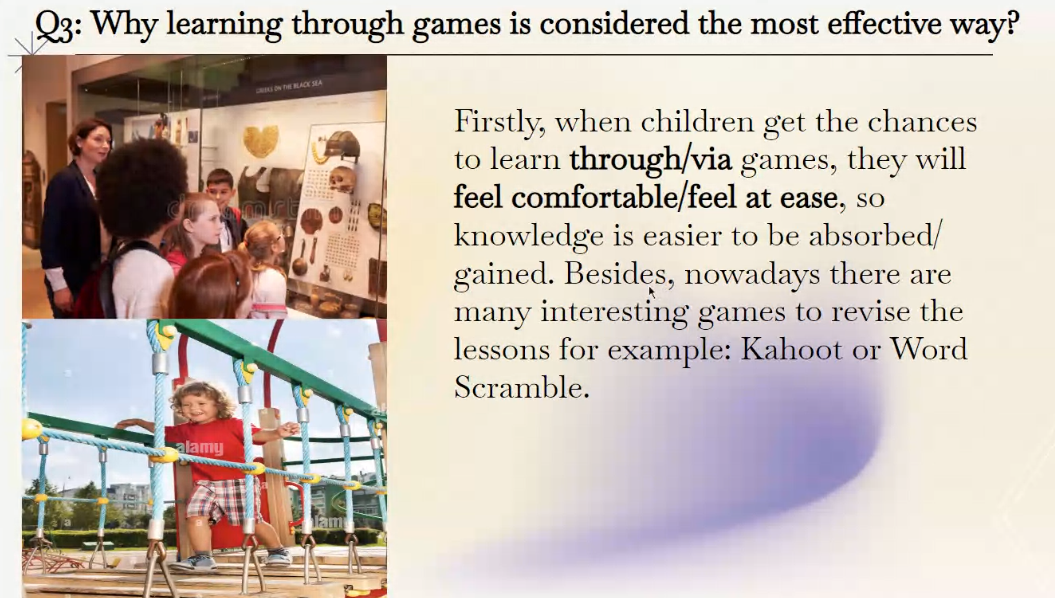 Q3: Why learning through games is considered the most effective way?
GREEKS ON THE BLACK SEA
Firstly, when children get the chances
to learn through/via games, they will
feel comfortable/feel at ease, so
knowledge is easier to be absorbed/
gained. Besides, nowadays there are
many interesting games to revise the
lessons for example: Kahoot or Word
Scramble.
alamy
alamy